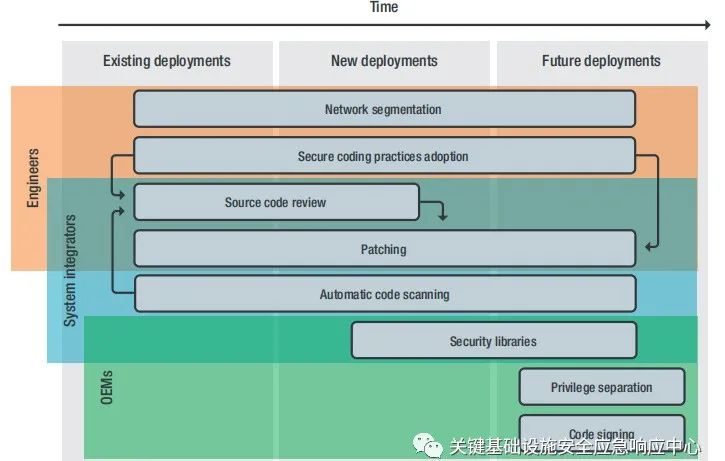 Time
Existing deployments
New deployments
Future deployments
Engineers
System integrators
OEMs
Network segmentation
Secure coding practices adoption
Source code review
Patching
Automatic code scanning
Security libraries
Privilege separation
Code signing
关键基础设施安全应急响应中心